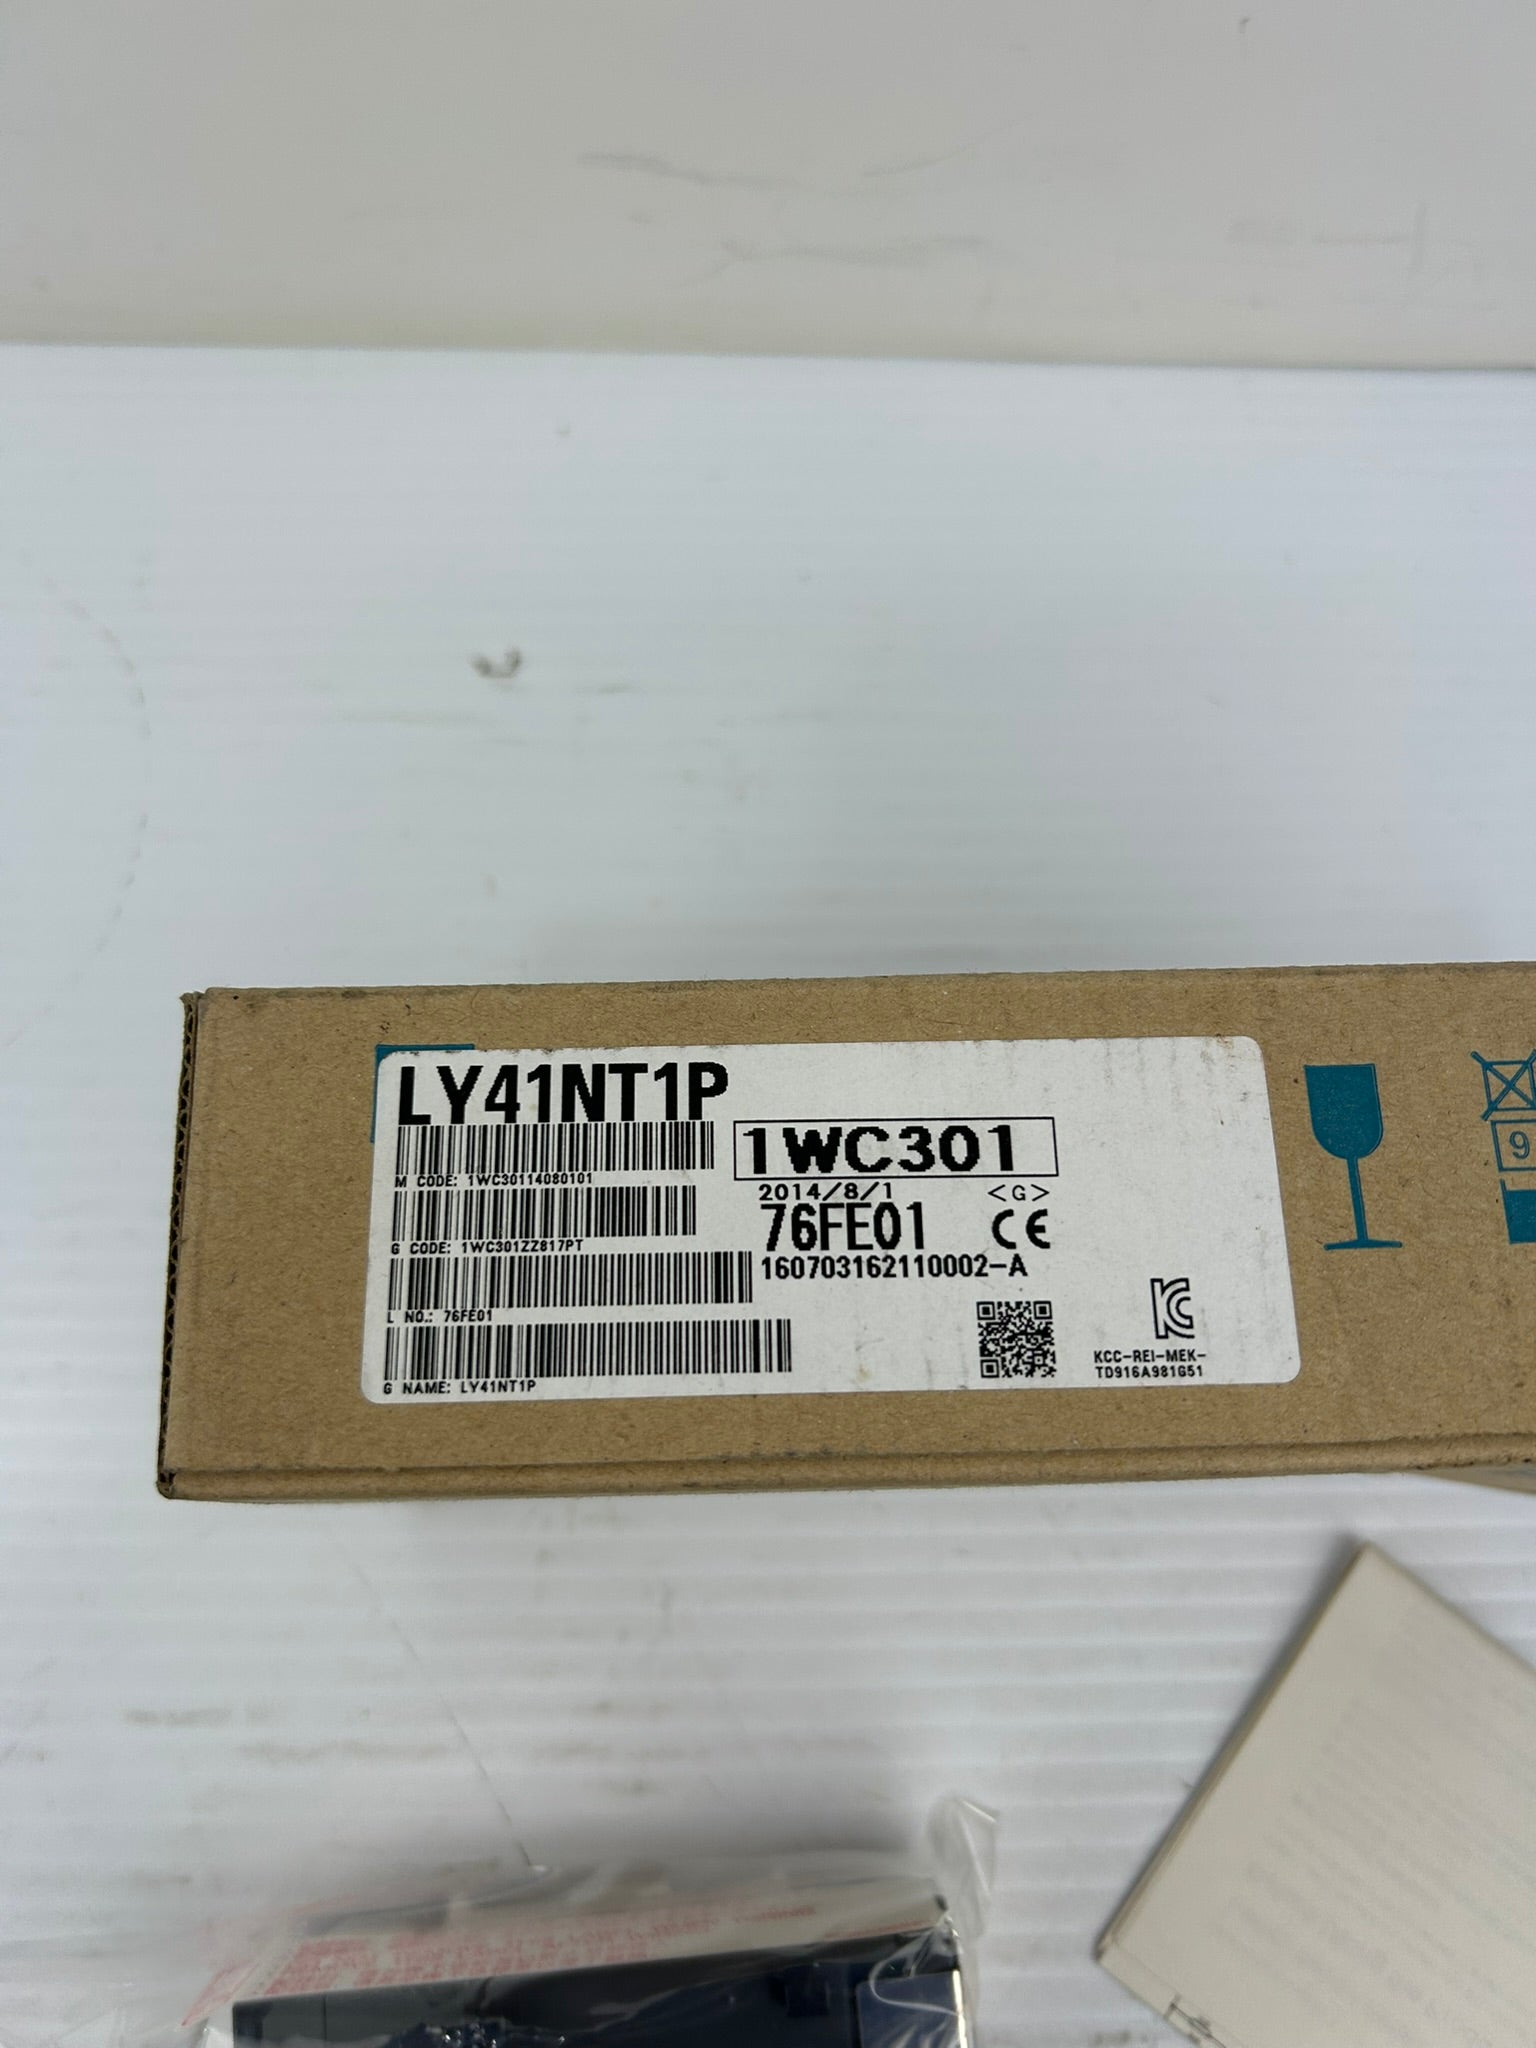 LY41NT1P
1WC301
M CODE: 1WC30114080101
2014/8/1 <G>
76FE01 CE
G CODE: 1WC301ZZ817PT
160703162110002-A
L NO.: 76FE01
KCC-REI-MEK-
TD916A981G51
G NAME: LY41NT1P
9